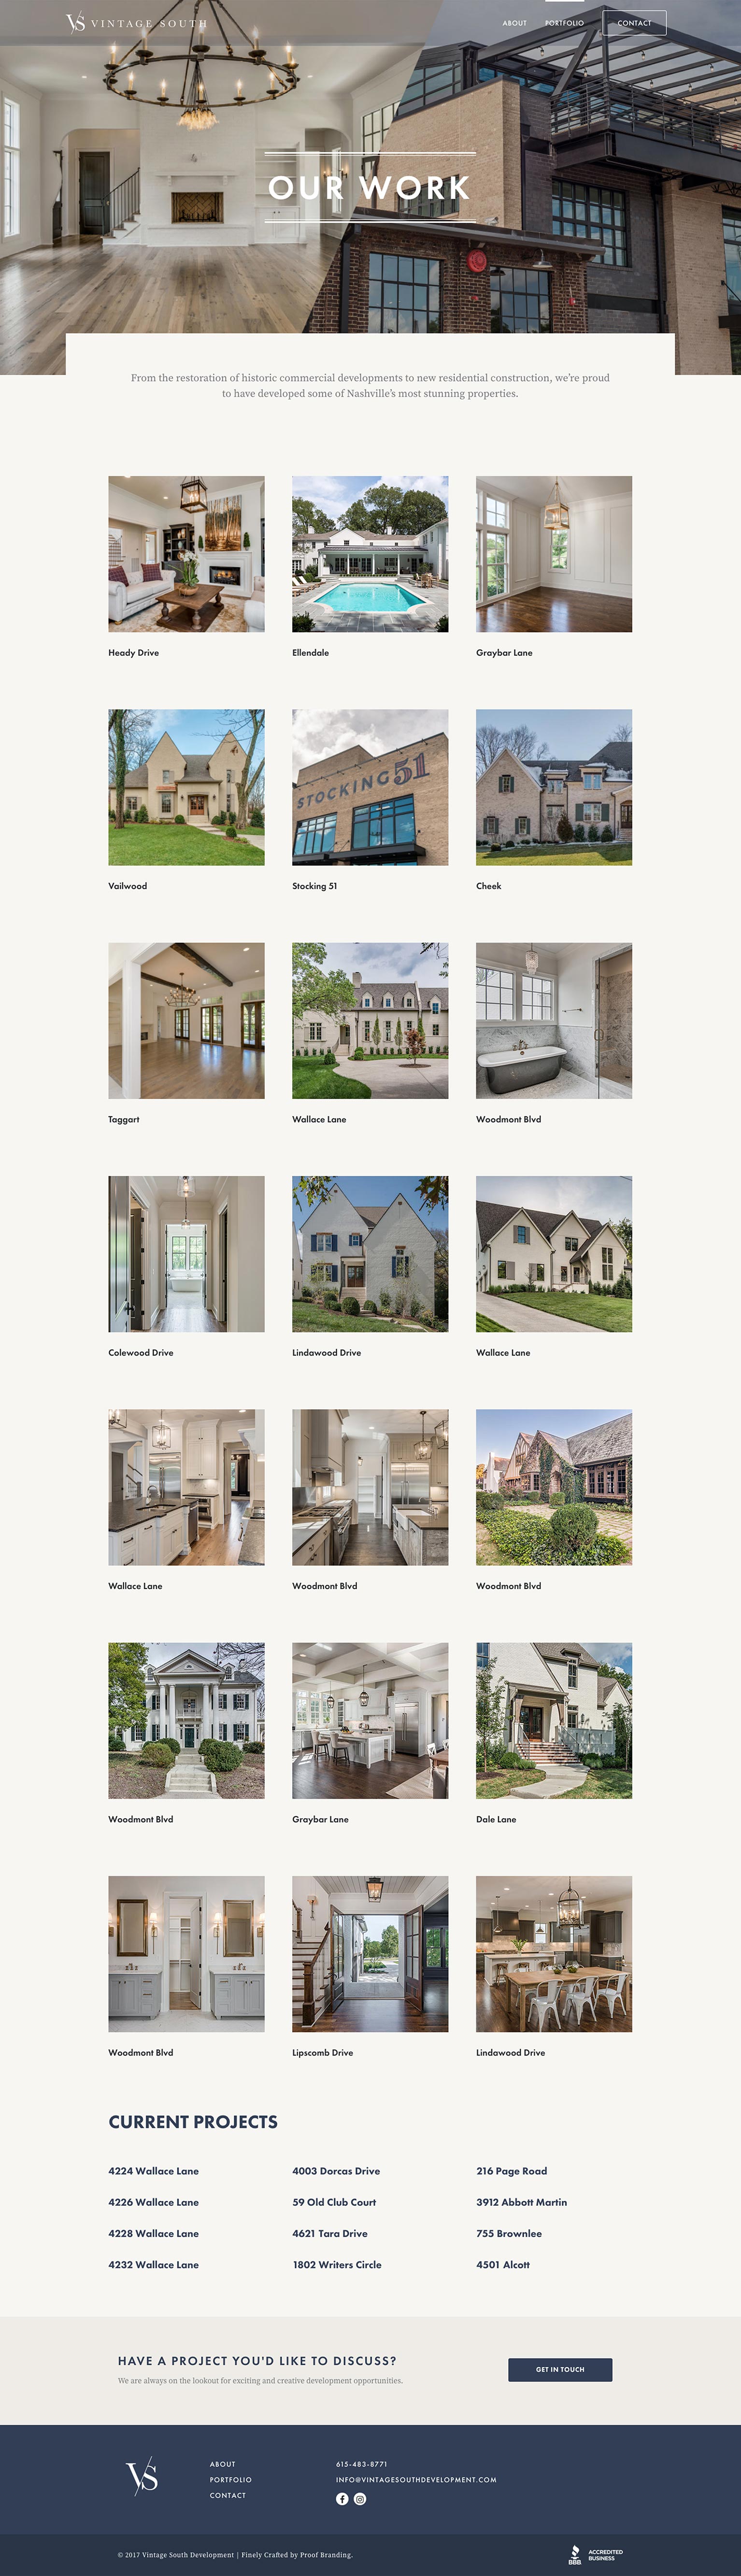 VS VINTAGE SOUTH
ABOUT PORTFOLIO CONTACT
OUR WORK
From the restoration of historic commercial developments to new residential construction, we’re proud
to have developed some of Nashville’s most stunning properties.
Heady Drive
Ellendale
Graybar Lane
STOCKING 51
Vailwood
Stocking 51
Cheek
Taggart
Wallace Lane
Woodmont Blvd
Colewood Drive
Lindawood Drive
Wallace Lane
Wallace Lane
Woodmont Blvd
Woodmont Blvd
Woodmont Blvd
Graybar Lane
Dale Lane
Woodmont Blvd
Lipscomb Drive
Lindawood Drive
CURRENT PROJECTS
4224 Wallace Lane
4003 Dorcas Drive
216 Page Road
4226 Wallace Lane
59 Old Club Court
3912 Abbott Martin
4228 Wallace Lane
4621 Tara Drive
755 Brownlee
4232 Wallace Lane
1802 Writers Circle
4501 Alcott
HAVE A PROJECT YOU'D LIKE TO DISCUSS?
We are always on the lookout for exciting and creative development opportunities.
GET IN TOUCH
VS
ABOUT
PORTFOLIO
CONTACT
615-483-8771
INFO@VINTAGESOUTHDEVELOPMENT.COM
© 2017 Vintage South Development | Finely Crafted by Proof Branding.
BBB
ACCREDITED
BUSINESS